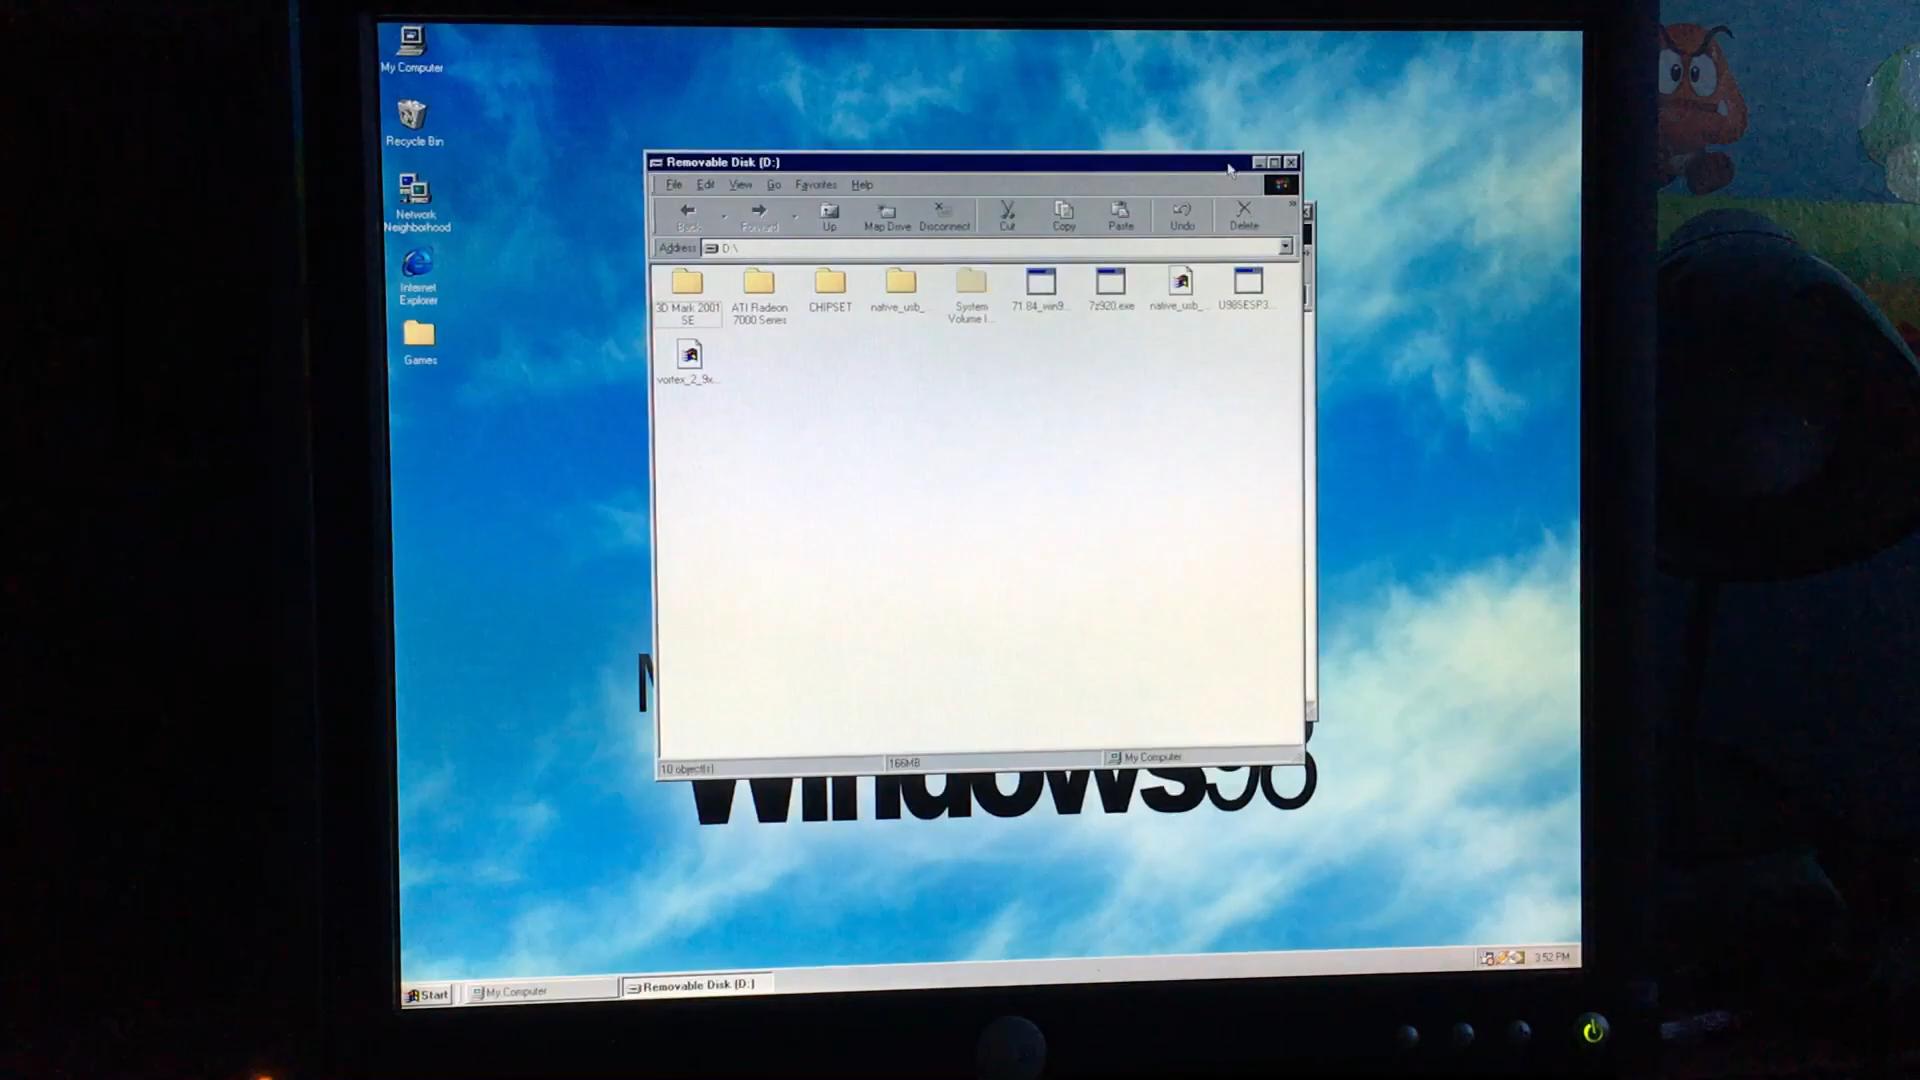 My Computer
Recycle Bin
Network
Neighborhood
Internet
Explorer
Games
Removable Disk (D:)
File Edit View Go Favorites Help
Back Forward Up Map Drive Disconnect Cut Copy Paste Undo Delete
Address D:\
3D Mark 2001
SE
ATI Radeon
7000 Series
CHIPSET
native_usb_...
System
Volume I...
71.84_win9...
7z920.exe
native_usb_...
U98SESP3...
vortex_2_9x...
10 object(s) 166MB My Computer
Windows98
Start My Computer Removable Disk (D:) 3:52 PM